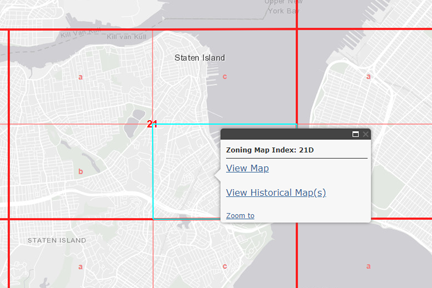 Upper New
York Bay
Kill van Kull
Staten Island
a
c
a
21
Zoning Map Index: 21D
View Map
b
View Historical Map(s)
Zoom to
STATEN ISLAND
a
c
a